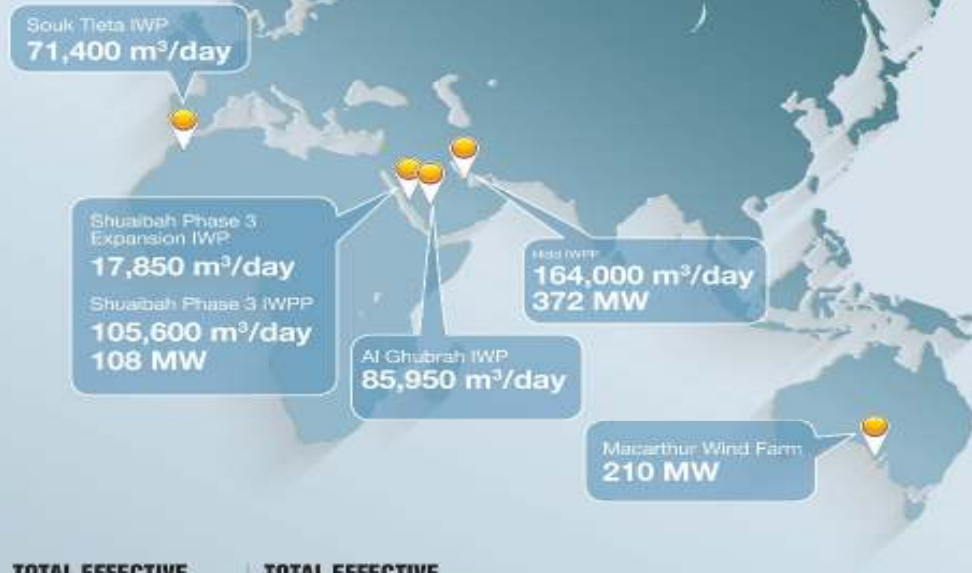 Souk Tleta IWP
71,400 m³/day
Shuaibah Phase 3
Expansion IWP
17,850 m³/day
Shuaibah Phase 3 IWPP
105,600 m³/day
108 MW
Al Ghubrah IWP
85,950 m³/day
Hidd IWPP
164,000 m³/day
372 MW
Macarthur Wind Farm
210 MW
TOTAL EFFECTIVE
TOTAL EFFECTIVE